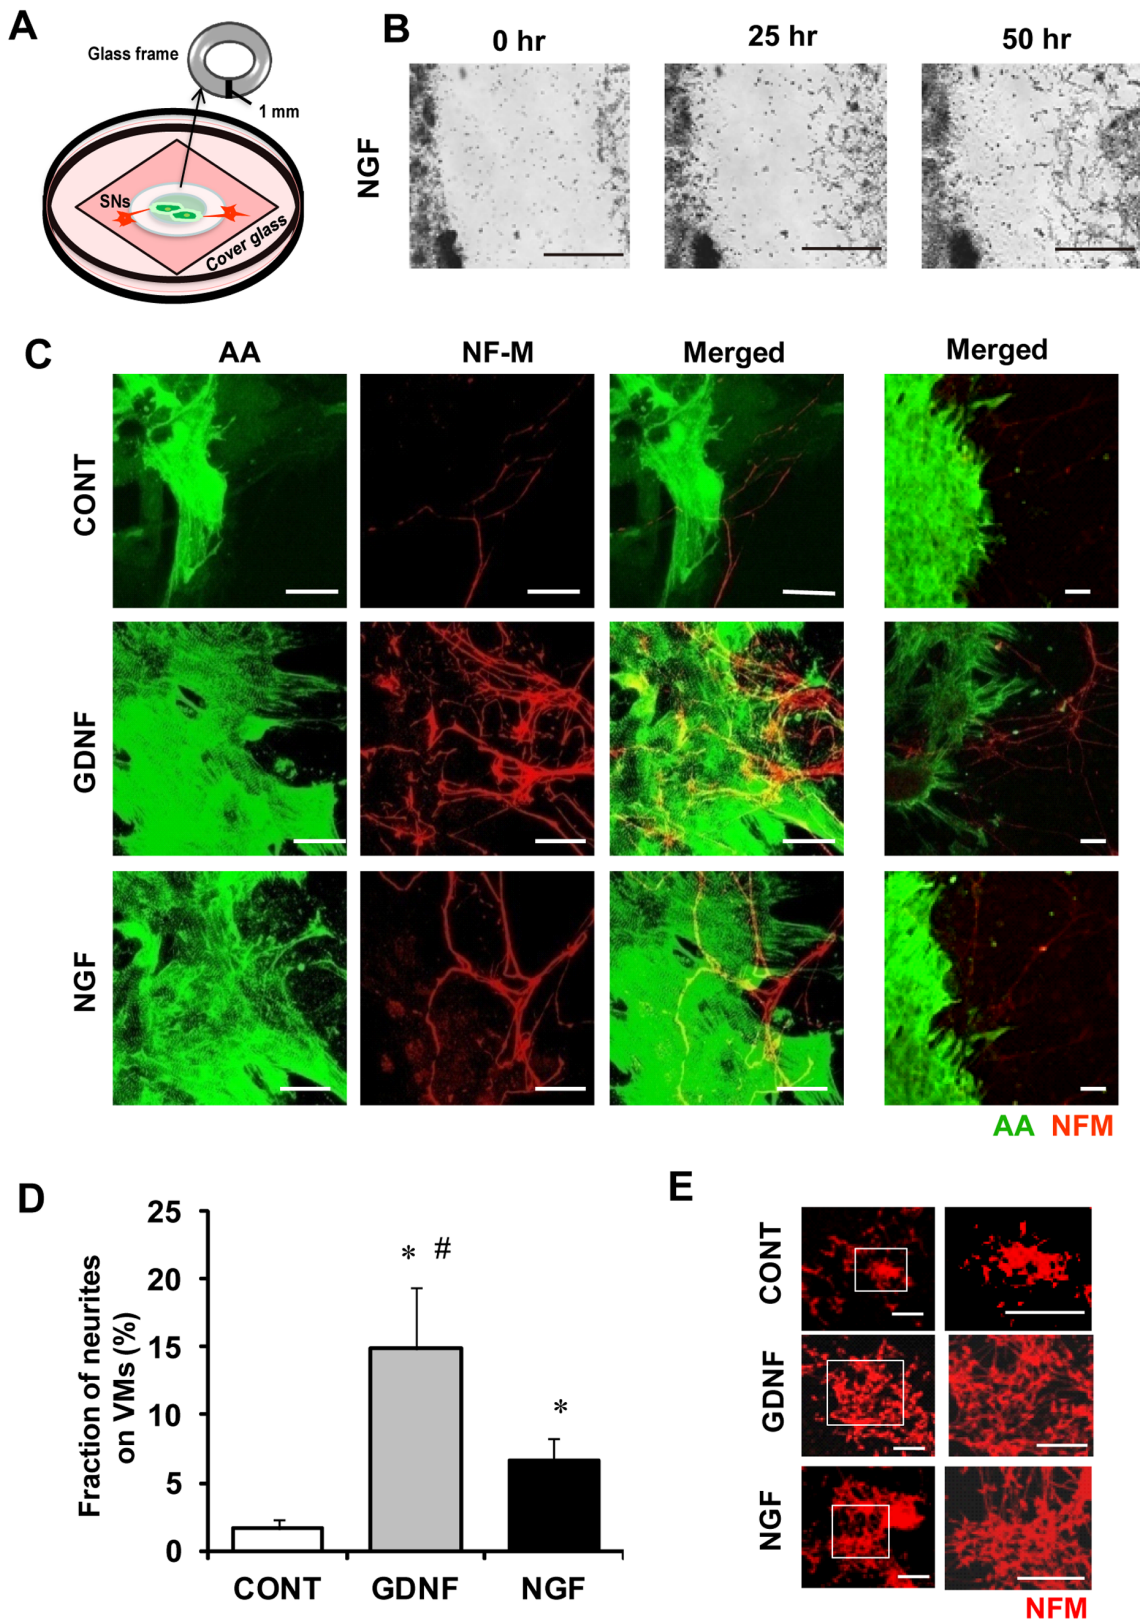 A
Glass frame
1 mm
SNs
Cover glass
B
0 hr
25 hr
50 hr
NGF
C
AA
NF-M
Merged
Merged
CONT
GDNF
NGF
AA NFM
D
Fraction of neurites
on VMs (%)
25
20
15
10
5
0
* #
*
CONT
GDNF
NGF
E
CONT
GDNF
NGF
NFM